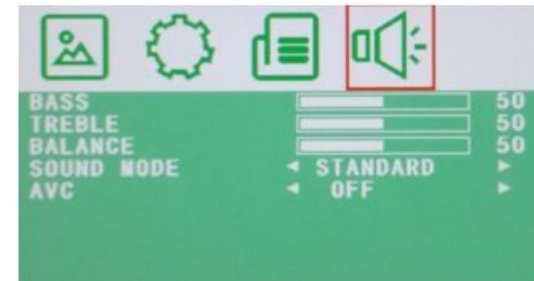 BASS 50
TREBLE 50
BALANCE 50
SOUND MODE ◄ STANDARD ►
AVC ◄ OFF ►